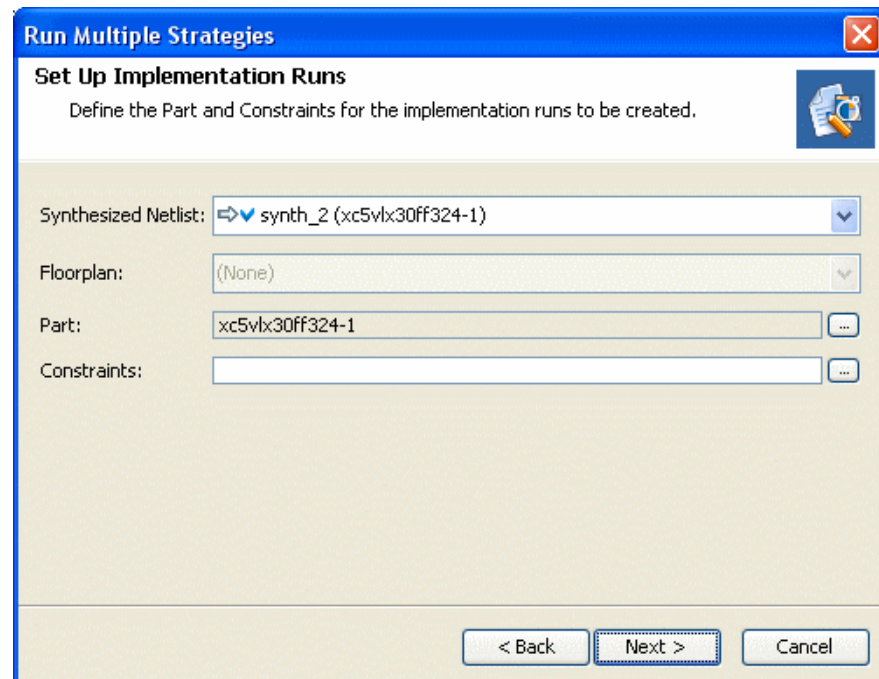 Run Multiple Strategies
Set Up Implementation Runs
Define the Part and Constraints for the implementation runs to be created.
Synthesized Netlist: synth_2 (xc5vlx30ff324-1)
Floorplan: (None)
Part: xc5vlx30ff324-1 ...
Constraints: ...
< Back Next > Cancel